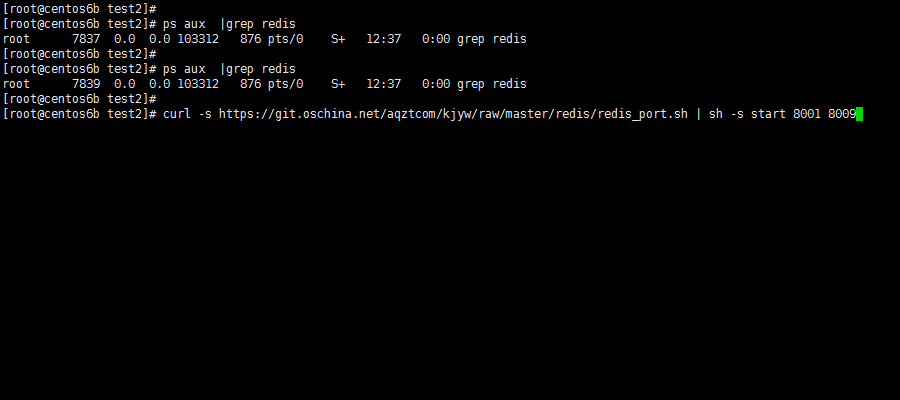 [root@centos6b test2]#
[root@centos6b test2]# ps aux  |grep redis
root      7837  0.0  0.0 103312   876 pts/0    S+   12:37   0:00 grep redis
[root@centos6b test2]#
[root@centos6b test2]# ps aux  |grep redis
root      7839  0.0  0.0 103312   876 pts/0    S+   12:37   0:00 grep redis
[root@centos6b test2]#
[root@centos6b test2]# curl -s https://git.oschina.net/aqztcom/kjyw/raw/master/redis/redis_port.sh | sh -s start 8001 8009